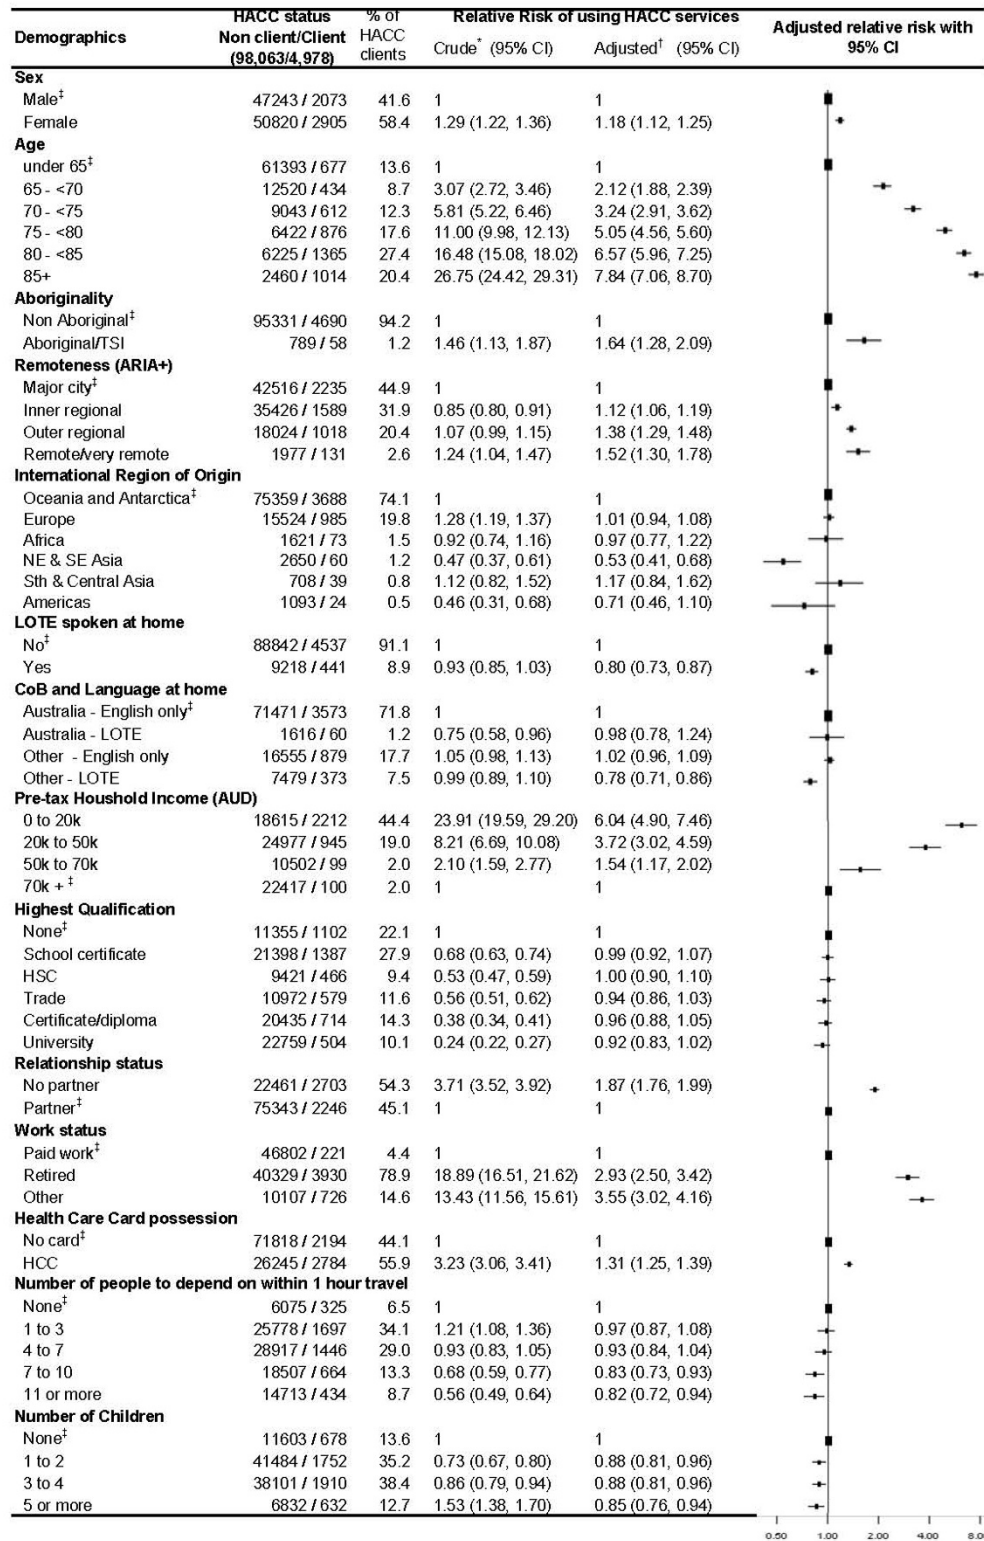 Demographics HACC status Non client/Client (98,063/4,978) % of HACC clients Relative Risk of using HACC services Crude* (95% CI) Adjusted† (95% CI) Adjusted relative risk with 95% CI
Sex
Male‡ 47243 / 2073 41.6 1 1
Female 50820 / 2905 58.4 1.29 (1.22, 1.36) 1.18 (1.12, 1.25)
Age
under 65‡ 61393 / 677 13.6 1 1
65 - <70 12520 / 434 8.7 3.07 (2.72, 3.46) 2.12 (1.88, 2.39)
70 - <75 9043 / 612 12.3 5.81 (5.22, 6.46) 3.24 (2.91, 3.62)
75 - <80 6422 / 876 17.6 11.00 (9.98, 12.13) 5.05 (4.56, 5.60)
80 - <85 6225 / 1365 27.4 16.48 (15.08, 18.02) 6.57 (5.96, 7.25)
85+ 2460 / 1014 20.4 26.75 (24.42, 29.31) 7.84 (7.06, 8.70)
Aboriginality
Non Aboriginal‡ 95331 / 4690 94.2 1 1
Aboriginal/TSI 789 / 58 1.2 1.46 (1.13, 1.87) 1.64 (1.28, 2.09)
Remoteness (ARIA+)
Major city‡ 42516 / 2235 44.9 1 1
Inner regional 35426 / 1589 31.9 0.85 (0.80, 0.91) 1.12 (1.06, 1.19)
Outer regional 18024 / 1018 20.4 1.07 (0.99, 1.15) 1.38 (1.29, 1.48)
Remote/very remote 1977 / 131 2.6 1.24 (1.04, 1.47) 1.52 (1.30, 1.78)
International Region of Origin
Oceania and Antarctica‡ 75359 / 3688 74.1 1 1
Europe 15524 / 985 19.8 1.28 (1.19, 1.37) 1.01 (0.94, 1.08)
Africa 1621 / 73 1.5 0.92 (0.74, 1.16) 0.97 (0.77, 1.22)
NE & SE Asia 2650 / 60 1.2 0.47 (0.37, 0.61) 0.53 (0.41, 0.68)
Sth & Central Asia 708 / 39 0.8 1.12 (0.82, 1.52) 1.17 (0.84, 1.62)
Americas 1093 / 24 0.5 0.46 (0.31, 0.68) 0.71 (0.46, 1.10)
LOTE spoken at home
No‡ 88842 / 4537 91.1 1 1
Yes 9218 / 441 8.9 0.93 (0.85, 1.03) 0.80 (0.73, 0.87)
CoB and Language at home
Australia - English only‡ 71471 / 3573 71.8 1 1
Australia - LOTE 1616 / 60 1.2 0.75 (0.58, 0.96) 0.98 (0.78, 1.24)
Other - English only 16555 / 879 17.7 1.05 (0.98, 1.13) 1.02 (0.96, 1.09)
Other - LOTE 7479 / 373 7.5 0.99 (0.89, 1.10) 0.78 (0.71, 0.86)
Pre-tax Houshold Income (AUD)
0 to 20k 18615 / 2212 44.4 23.91 (19.59, 29.20) 6.04 (4.90, 7.46)
20k to 50k 24977 / 945 19.0 8.21 (6.69, 10.08) 3.72 (3.02, 4.59)
50k to 70k 10502 / 99 2.0 2.10 (1.59, 2.77) 1.54 (1.17, 2.02)
70k + ‡ 22417 / 100 2.0 1 1
Highest Qualification
None‡ 11355 / 1102 22.1 1 1
School certificate 21398 / 1387 27.9 0.68 (0.63, 0.74) 0.99 (0.92, 1.07)
HSC 9421 / 466 9.4 0.53 (0.47, 0.59) 1.00 (0.90, 1.10)
Trade 10972 / 579 11.6 0.56 (0.51, 0.62) 0.94 (0.86, 1.03)
Certificate/diploma 20435 / 714 14.3 0.38 (0.34, 0.41) 0.96 (0.88, 1.05)
University 22759 / 504 10.1 0.24 (0.22, 0.27) 0.92 (0.83, 1.02)
Relationship status
No partner 22461 / 2703 54.3 3.71 (3.52, 3.92) 1.87 (1.76, 1.99)
Partner‡ 75343 / 2246 45.1 1 1
Work status
Paid work‡ 46802 / 221 4.4 1 1
Retired 40329 / 3930 78.9 18.89 (16.51, 21.62) 2.93 (2.50, 3.42)
Other 10107 / 726 14.6 13.43 (11.56, 15.61) 3.55 (3.02, 4.16)
Health Care Card possession
No card‡ 71818 / 2194 44.1 1 1
HCC 26245 / 2784 55.9 3.23 (3.06, 3.41) 1.31 (1.25, 1.39)
Number of people to depend on within 1 hour travel
None‡ 6075 / 325 6.5 1 1
1 to 3 25778 / 1697 34.1 1.21 (1.08, 1.36) 0.97 (0.87, 1.08)
4 to 7 28917 / 1446 29.0 0.93 (0.83, 1.05) 0.93 (0.84, 1.04)
7 to 10 18507 / 664 13.3 0.68 (0.59, 0.77) 0.83 (0.73, 0.93)
11 or more 14713 / 434 8.7 0.56 (0.49, 0.64) 0.82 (0.72, 0.94)
Number of Children
None‡ 11603 / 678 13.6 1 1
1 to 2 41484 / 1752 35.2 0.73 (0.67, 0.80) 0.88 (0.81, 0.96)
3 to 4 38101 / 1910 38.4 0.86 (0.79, 0.94) 0.88 (0.81, 0.96)
5 or more 6832 / 632 12.7 1.53 (1.38, 1.70) 0.85 (0.76, 0.94)
0.50 1.00 2.00 4.00 8.00